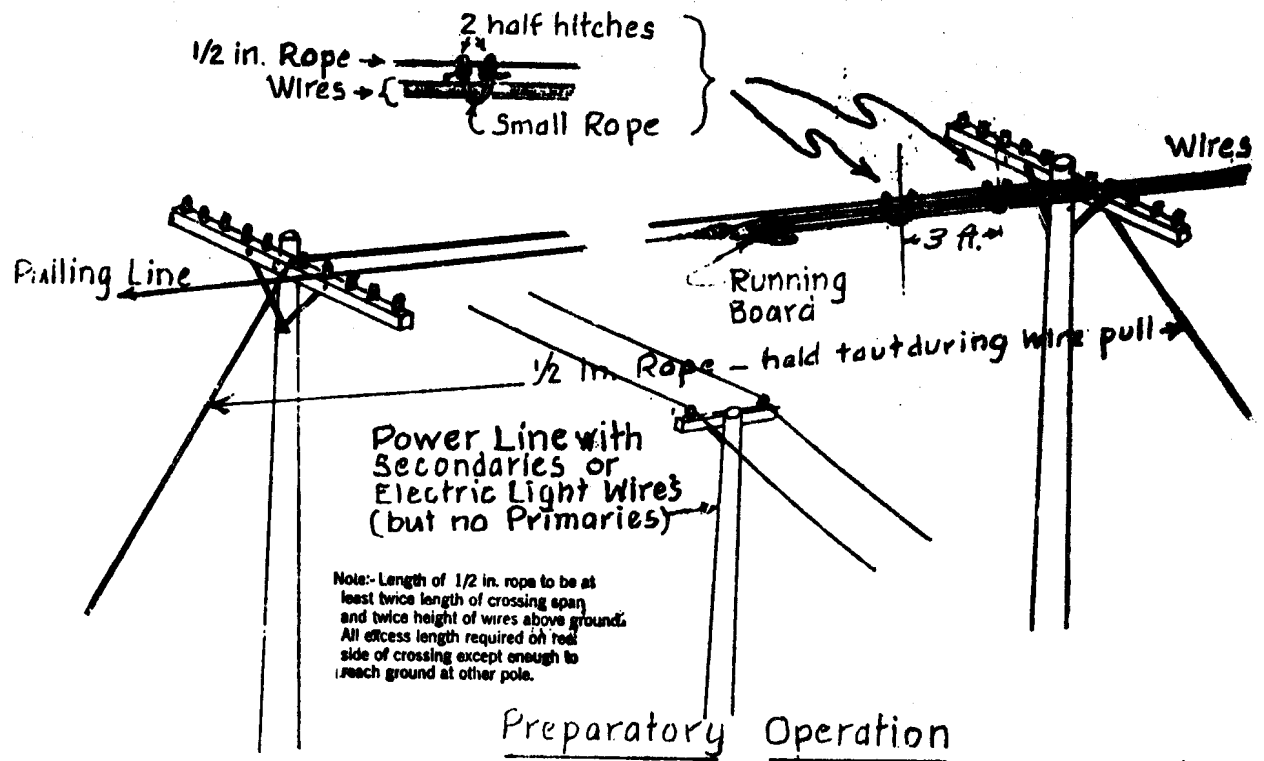 2 half hitches
1/2 in. Rope
Wires
Small Rope
Wires
Pulling Line
3 ft.
Running
Board
1/2 in. Rope - hald taut during wire pull
Power Line with
Secondaries or
Electric Light Wires
(but no Primaries)
Note:- Length of 1/2 in. rope to be at
least twice length of crossing span
and twice height of wires above ground.
All excess length required on reel
side of crossing except enough to
reach ground at other pole.
Preparatory Operation